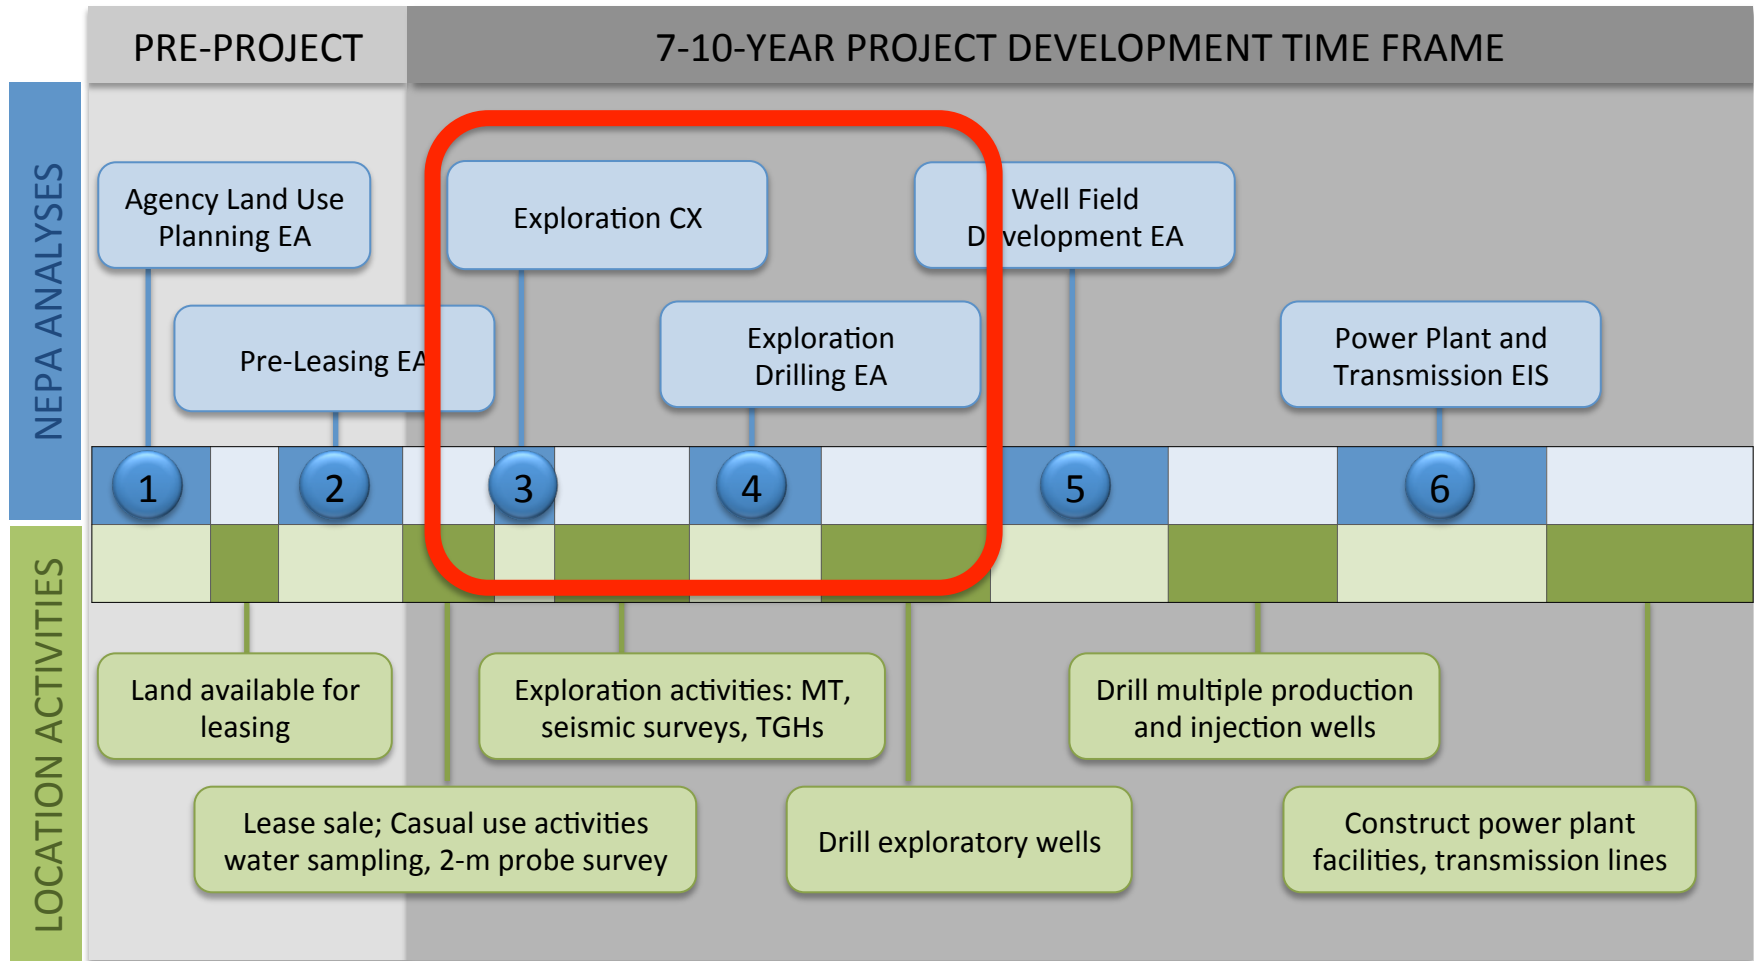 PRE-PROJECT
7-10-YEAR PROJECT DEVELOPMENT TIME FRAME
NEPA ANALYSES
Agency Land Use
Planning EA
Exploration CX
Well Field
Development EA
Pre-Leasing EA
Exploration
Drilling EA
Power Plant and
Transmission EIS
1
2
3
4
5
6
LOCATION ACTIVITIES
Land available for
leasing
Exploration activities: MT,
seismic surveys, TGHs
Drill multiple production
and injection wells
Lease sale; Casual use activities
water sampling, 2-m probe survey
Drill exploratory wells
Construct power plant
facilities, transmission lines